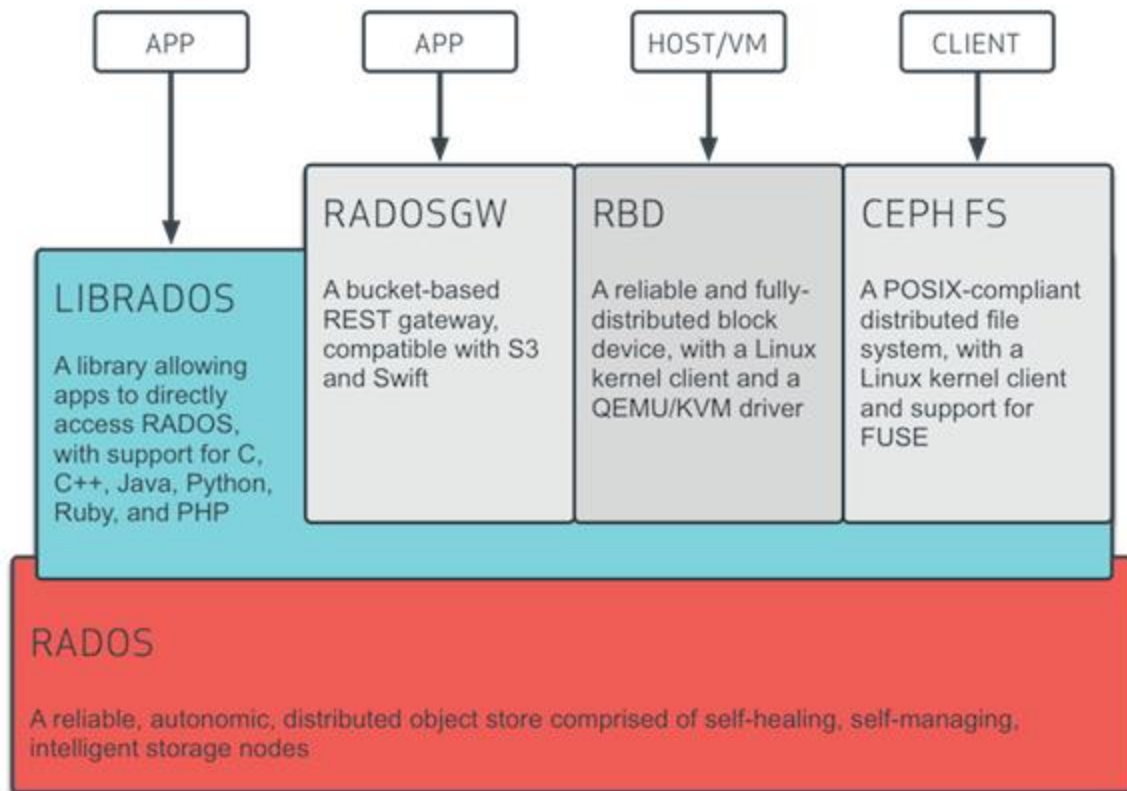 APP
APP
HOST/VM
CLIENT
LIBRADOS
A library allowing
apps to directly
access RADOS,
with support for C,
C++, Java, Python,
Ruby, and PHP
RADOSGW
A bucket-based
REST gateway,
compatible with S3
and Swift
RBD
A reliable and fully-
distributed block
device, with a Linux
kernel client and a
QEMU/KVM driver
CEPH FS
A POSIX-compliant
distributed file
system, with a
Linux kernel client
and support for
FUSE
RADOS
A reliable, autonomic, distributed object store comprised of self-healing, self-managing,
intelligent storage nodes